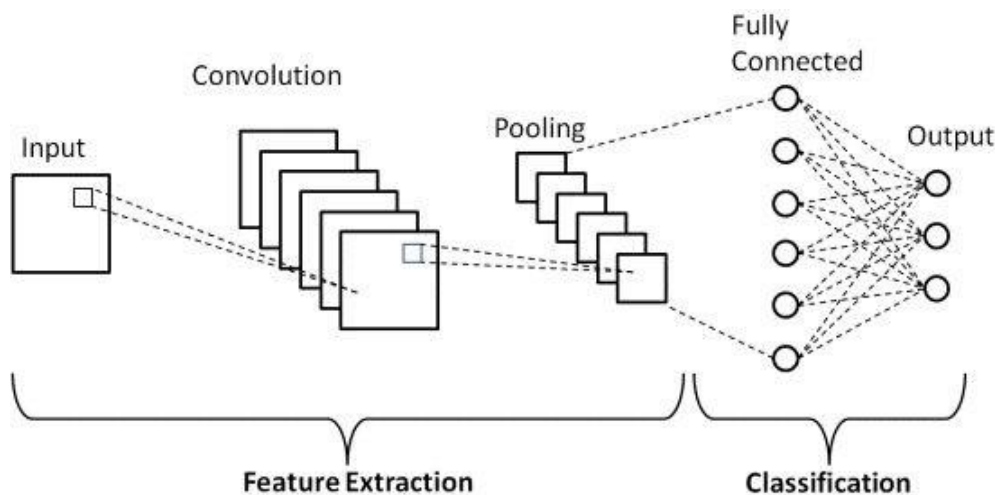 Input
Convolution
Pooling
Fully
Connected
Output
Feature Extraction
Classification